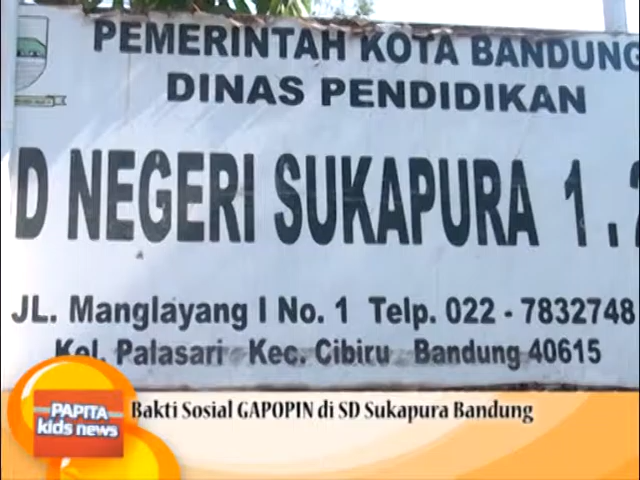 PEMERINTAH KOTA BANDUNG
DINAS PENDIDIKAN
D NEGERI SUKAPURA 1.2
JL. Manglayang I No. 1 Telp. 022 - 7832748
Kel. Palasari Kec. Cibiru Bandung 40615
Bakti Sosial GAPOPIN di SD Sukapura Bandung
PAPITA
kids news